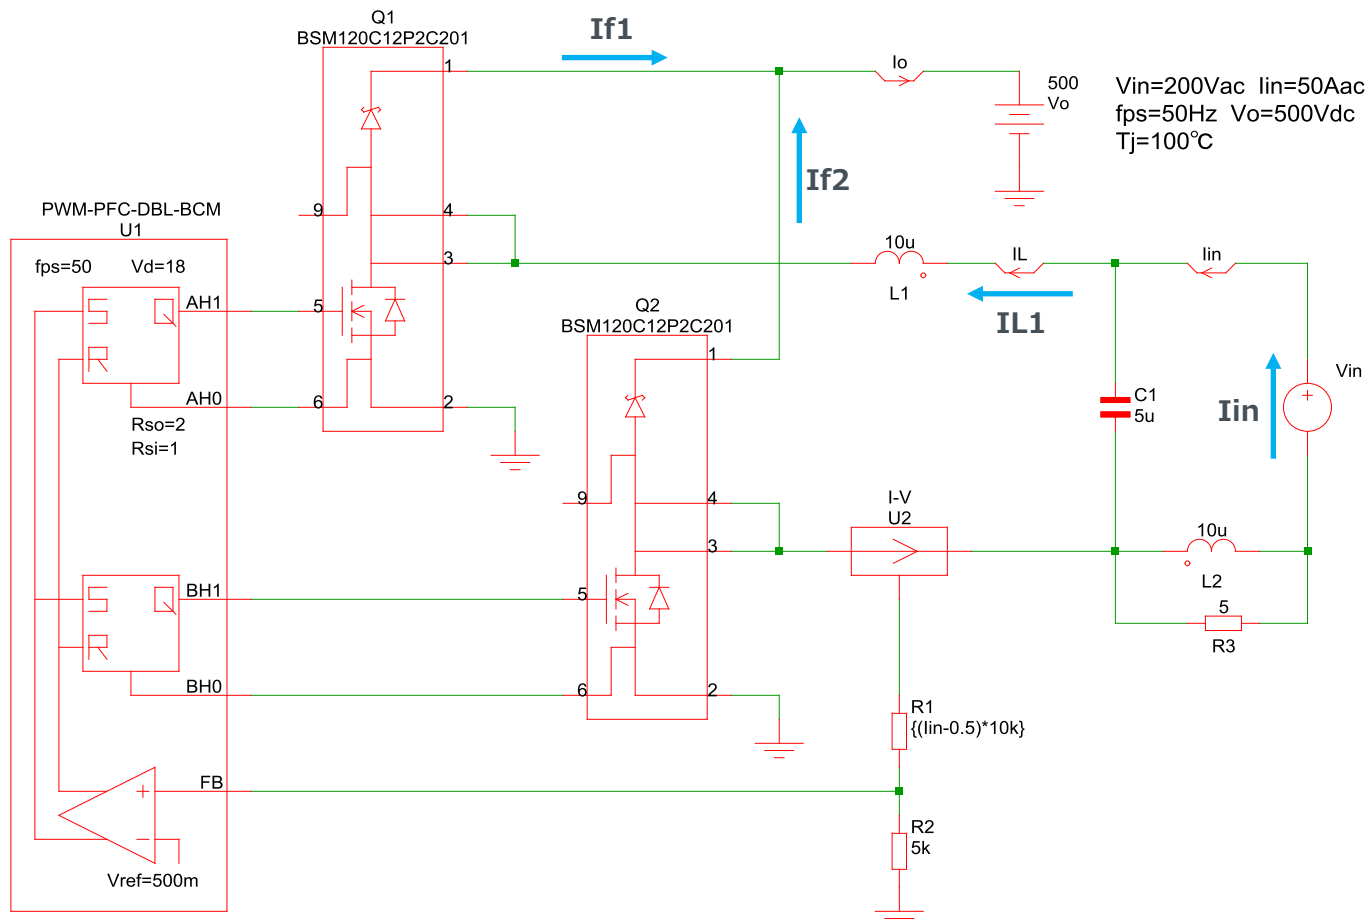 Q1
BSM120C12P2C201
If1
1
Io
500
Vo
Vin=200Vac Iin=50Aac
fps=50Hz Vo=500Vdc
Tj=100℃
If2
9
4
PWM-PFC-DBL-BCM
U1
fps=50 Vd=18
10u
IL
Iin
3
L1
IL1
S
Q
AH1
5
R
Q2
BSM120C12P2C201
1
Vin
AH0
6
2
C1
5u
Iin
Rso=2
Rsi=1
9
4
I-V
U2
10u
3
L2
S
Q
BH1
5
5
R
R3
BH0
6
2
R1
{(Iin-0.5)*10k}
FB
+
−
R2
5k
Vref=500m